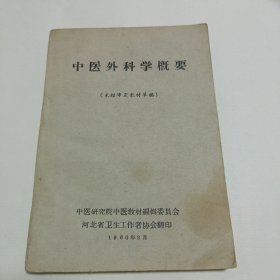 中医外科学概要
(未经审定教材草稿)
中医研究院中医教材编辑委员会
河北省卫生工作者协会翻印
1960年3月